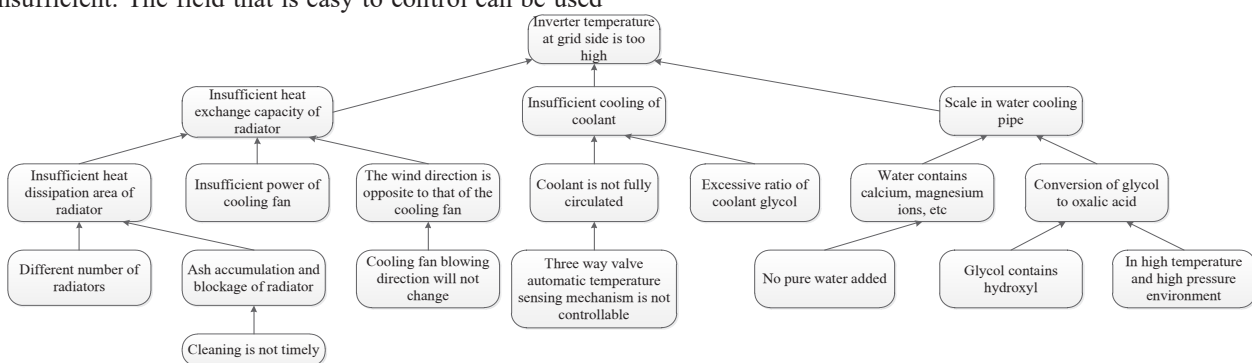 insufficient. The field that is easy to control can be used
Inverter temperature
at grid side is too
high
Insufficient heat
exchange capacity of
radiator
Insufficient cooling of
coolant
Scale in water cooling
pipe
Insufficient heat
dissipation area of
radiator
Insufficient power of
cooling fan
The wind direction is
opposite to that of the
cooling fan
Coolant is not fully
circulated
Excessive ratio of
coolant glycol
Water contains
calcium, magnesium
ions, etc
Conversion of glycol
to oxalic acid
Different number of
radiators
Ash accumulation and
blockage of radiator
Cooling fan blowing
direction will not
change
Three way valve
automatic temperature
sensing mechanism is not
controllable
No pure water added
Glycol contains
hydroxyl
In high temperature
and high pressure
environment
Cleaning is not timely